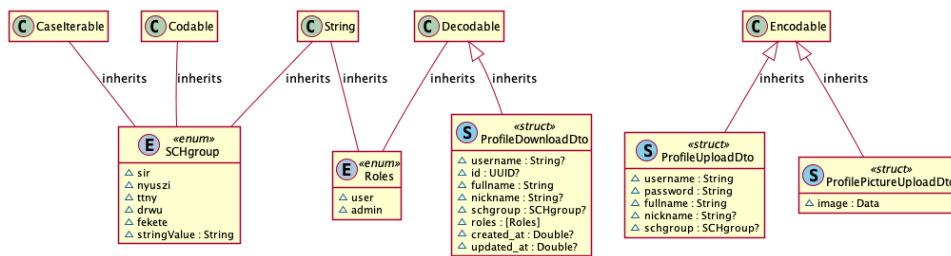 C CaseIterable
C Codable
C String
C Decodable
C Encodable
inherits
inherits
inherits
inherits
inherits
inherits
inherits
inherits
E «enum»
SCHgroup
sir
nyuszi
ttny
drwu
fekete
stringValue : String
E «enum»
Roles
user
admin
S «struct»
ProfileDownloadDto
username : String?
id : UUID?
fullname : String
nickname : String?
schgroup : SCHgroup?
roles : [Roles]
created_at : Double?
updated_at : Double?
S «struct»
ProfileUploadDto
username : String
password : String
fullname : String
nickname : String?
schgroup : SCHgroup?
S «struct»
ProfilePictureUploadDto
image : Data